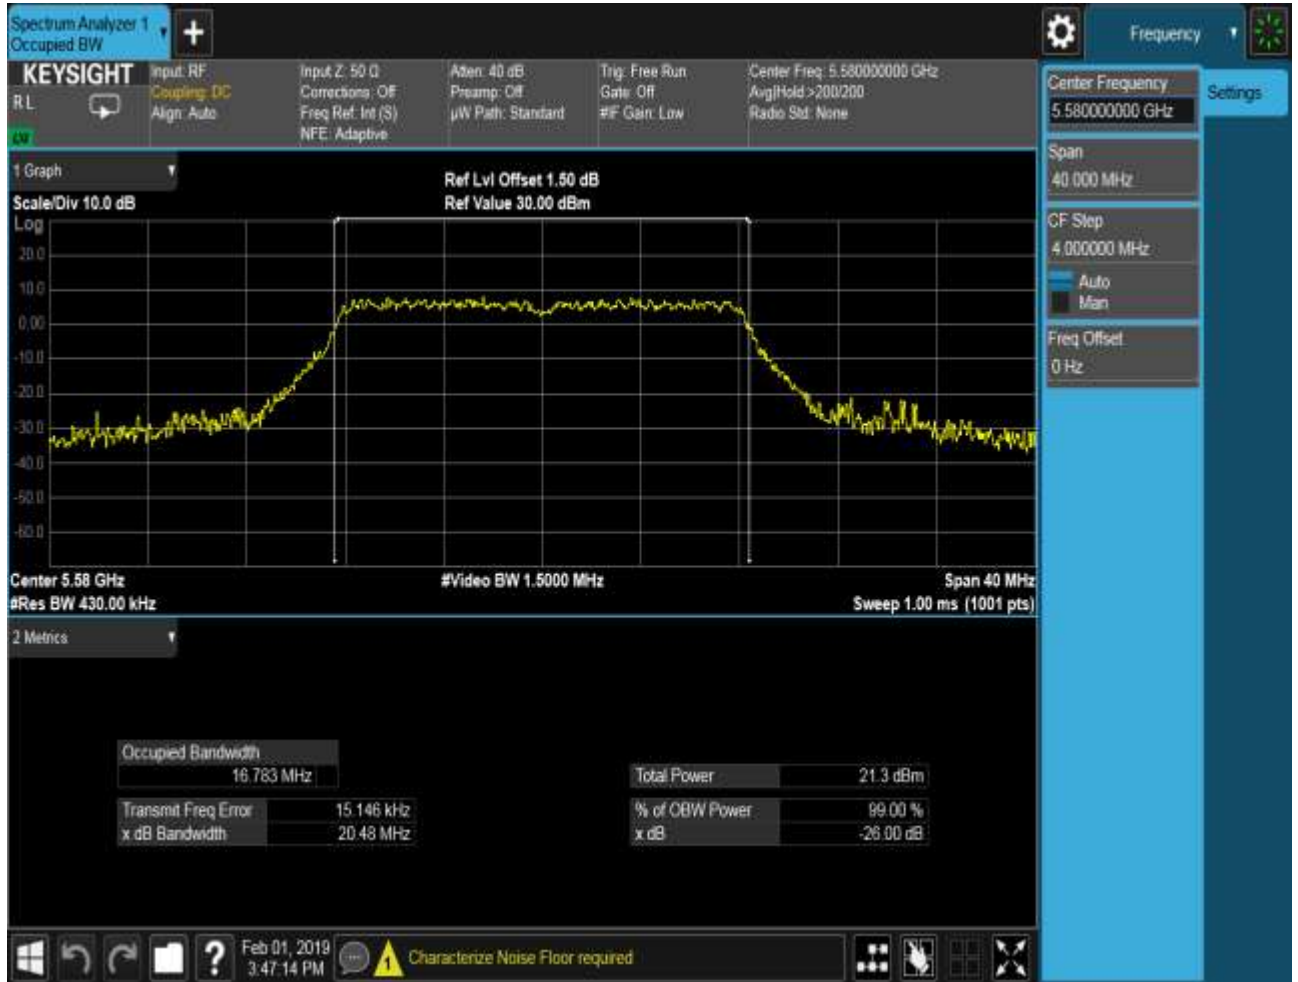 Spectrum Analyzer 1
Occupied BW
Frequency
KEYSIGHT
R L
Input: RF
Coupling: DC
Align: Auto
Input Z: 50 Ω
Corrections: Off
Freq Ref: Int (S)
NFE: Adaptive
Atten: 40 dB
Preamp: Off
µW Path: Standard
Trig: Free Run
Gate: Off
#IF Gain: Low
Center Freq: 5.580000000 GHz
Avg|Hold >200/200
Radio Std: None
Center Frequency
5.580000000 GHz
Settings
Span
40.000 MHz
CF Step
4.000000 MHz
Auto
Man
Freq Offset
0 Hz
1 Graph
Scale/Div 10.0 dB
Ref Lvl Offset 1.50 dB
Ref Value 30.00 dBm
Log
20.0
10.0
0.00
-10.0
-20.0
-30.0
-40.0
-50.0
-60.0
Center 5.58 GHz
#Video BW 1.5000 MHz
Span 40 MHz
#Res BW 430.00 kHz
Sweep 1.00 ms (1001 pts)
2 Metrics
Occupied Bandwidth
16.783 MHz
Total Power 21.3 dBm
Transmit Freq Error 15.146 kHz
% of OBW Power 99.00 %
x dB Bandwidth 20.48 MHz
x dB -26.00 dB
?
Feb 01, 2019
3:47:14 PM
1
Characterize Noise Floor required